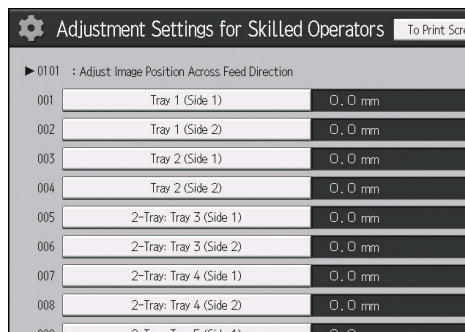 Adjustment Settings for Skilled Operators To Print Scre
▶ 0101 : Adjust Image Position Across Feed Direction
001 Tray 1 (Side 1) 0.0 mm
002 Tray 1 (Side 2) 0.0 mm
003 Tray 2 (Side 1) 0.0 mm
004 Tray 2 (Side 2) 0.0 mm
005 2-Tray: Tray 3 (Side 1) 0.0 mm
006 2-Tray: Tray 3 (Side 2) 0.0 mm
007 2-Tray: Tray 4 (Side 1) 0.0 mm
008 2-Tray: Tray 4 (Side 2) 0.0 mm